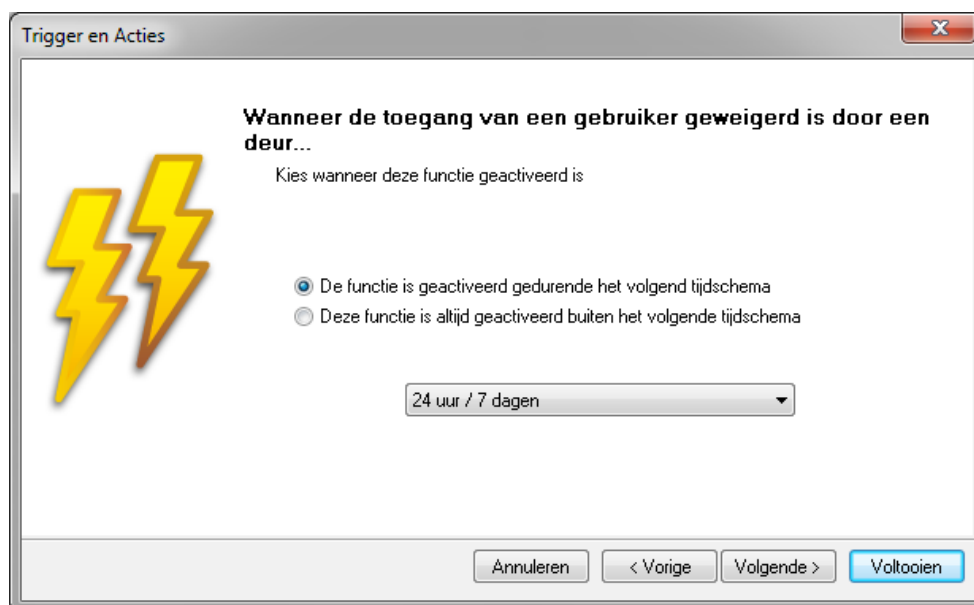 Trigger en Acties
Wanneer de toegang van een gebruiker geweigerd is door een
deur...
Kies wanneer deze functie geactiveerd is
De functie is geactiveerd gedurende het volgend tijdschema
Deze functie is altijd geactiveerd buiten het volgende tijdschema
24 uur / 7 dagen
Annuleren
< Vorige
Volgende >
Voltooien